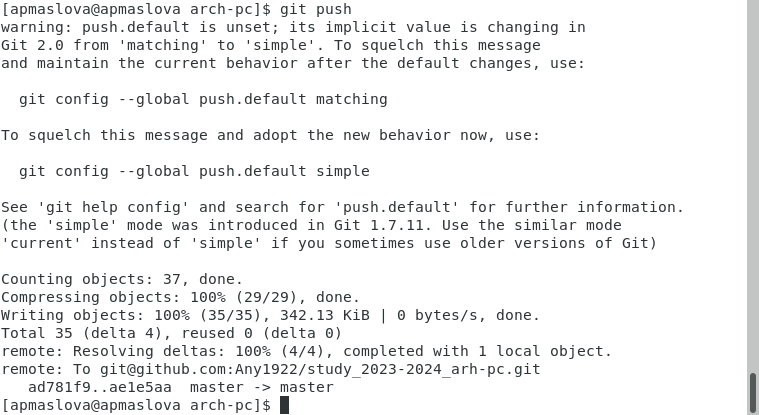 [apmaslova@apmaslova arch-pc]$ git push
warning: push.default is unset; its implicit value is changing in
Git 2.0 from 'matching' to 'simple'. To squelch this message
and maintain the current behavior after the default changes, use:
git config --global push.default matching
To squelch this message and adopt the new behavior now, use:
git config --global push.default simple
See 'git help config' and search for 'push.default' for further information.
(the 'simple' mode was introduced in Git 1.7.11. Use the similar mode
'current' instead of 'simple' if you sometimes use older versions of Git)
Counting objects: 37, done.
Compressing objects: 100% (29/29), done.
Writing objects: 100% (35/35), 342.13 KiB | 0 bytes/s, done.
Total 35 (delta 4), reused 0 (delta 0)
remote: Resolving deltas: 100% (4/4), completed with 1 local object.
remote: To git@github.com:Any1922/study_2023-2024_arh-pc.git
ad781f9..ae1e5aa  master -> master
[apmaslova@apmaslova arch-pc]$